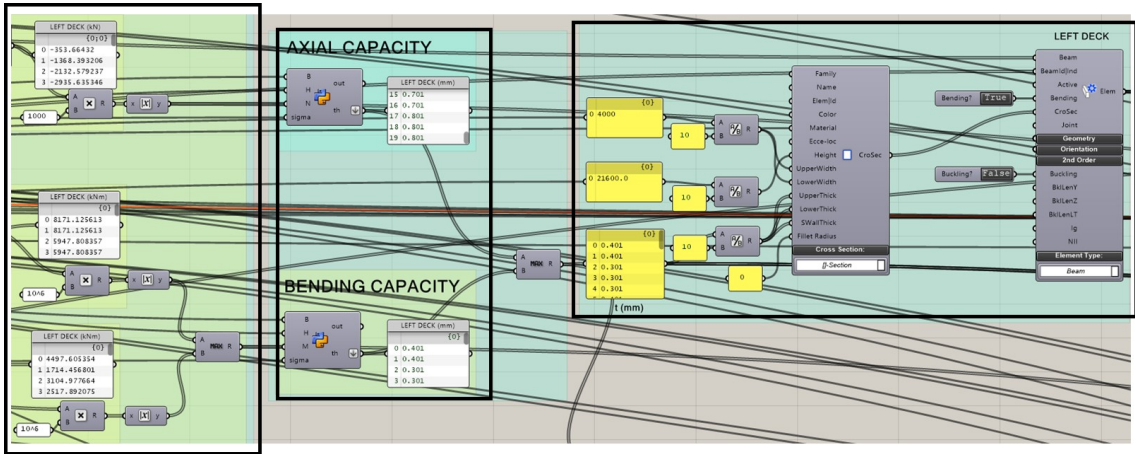 LEFT DECK (kN)
{0;0}
0 -353.66432
1 -1368.393206
2 -2132.579237
3 -2935.635346
A
B
R
x
|X|
y
1000
LEFT DECK (kNm)
{0}
0 8171.125613
1 8171.125613
2 5947.808357
3 5947.808357
A
B
R
x
|X|
y
10^6
LEFT DECK (kNm)
{0}
0 4497.605354
1 1714.456801
2 3104.977664
3 2517.892075
A
B
MAX
R
A
B
R
x
|X|
y
10^6
AXIAL CAPACITY
B
H
N
sigma
out
th
LEFT DECK (mm)
15 0.701
16 0.701
17 0.801
18 0.801
19 0.801
BENDING CAPACITY
B
H
M
sigma
out
th
LEFT DECK (mm)
{0}
0 0.401
1 0.401
2 0.301
3 0.301
A
B
MAX
R
{0}
0 4000
10
A
B
A/B
R
{0}
0 21600.0
10
A
B
A/B
R
{0}
0 0.401
1 0.401
2 0.301
3 0.301
4 0.301
t (mm)
10
A
B
A/B
R
0
Family
Name
Elem|Id
Color
Material
Ecce-loc
Height
UpperWidth
LowerWidth
UpperThick
LowerThick
SWallThick
Fillet Radius
CroSec
Cross Section:
[]-Section
LEFT DECK
Bending?
True
Buckling?
False
Beam
BeamId|Ind
Active
Bending
CroSec
Joint
Elem
Geometry
Orientation
2nd Order
Buckling
BklLenY
BklLenZ
BklLenLT
lg
NII
Element Type:
Beam